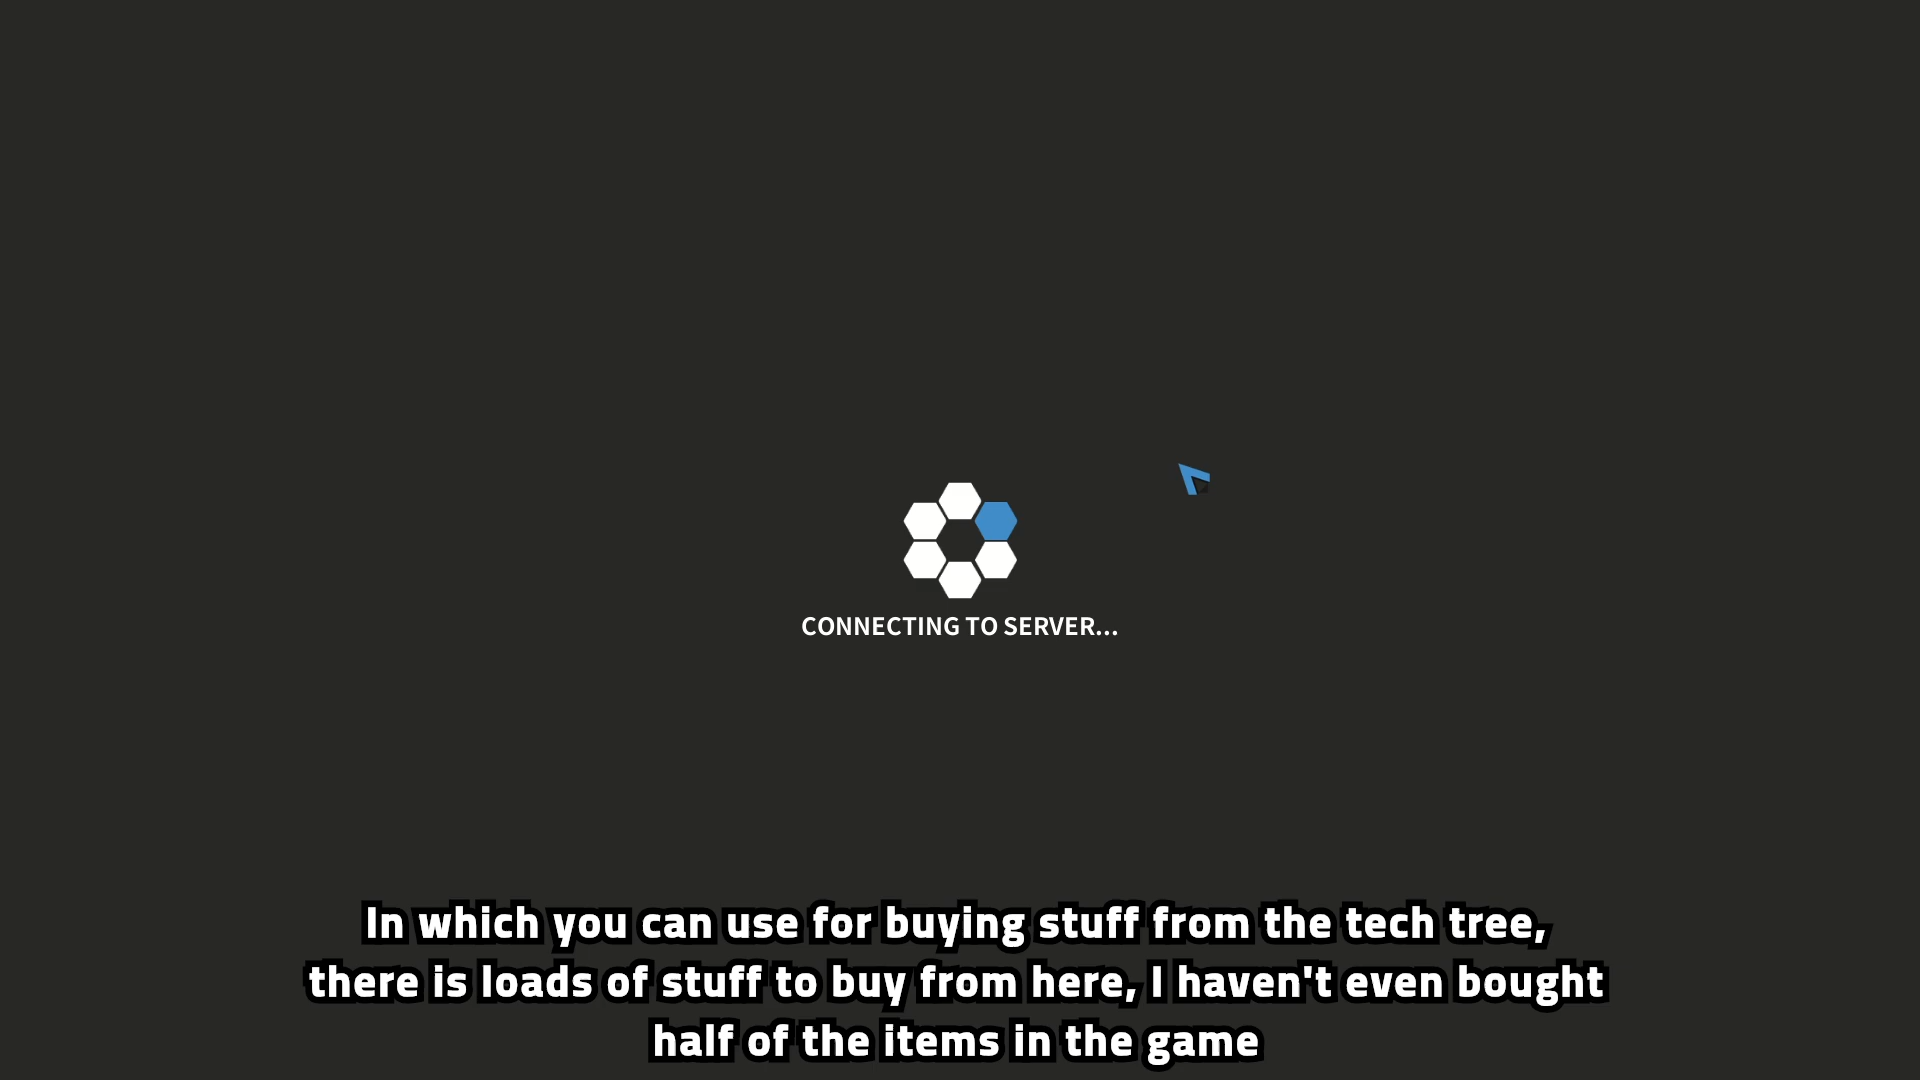 CONNECTING TO SERVER...
In which you can use for buying stuff from the tech tree,
there is loads of stuff to buy from here, I haven't even bought
half of the items in the game